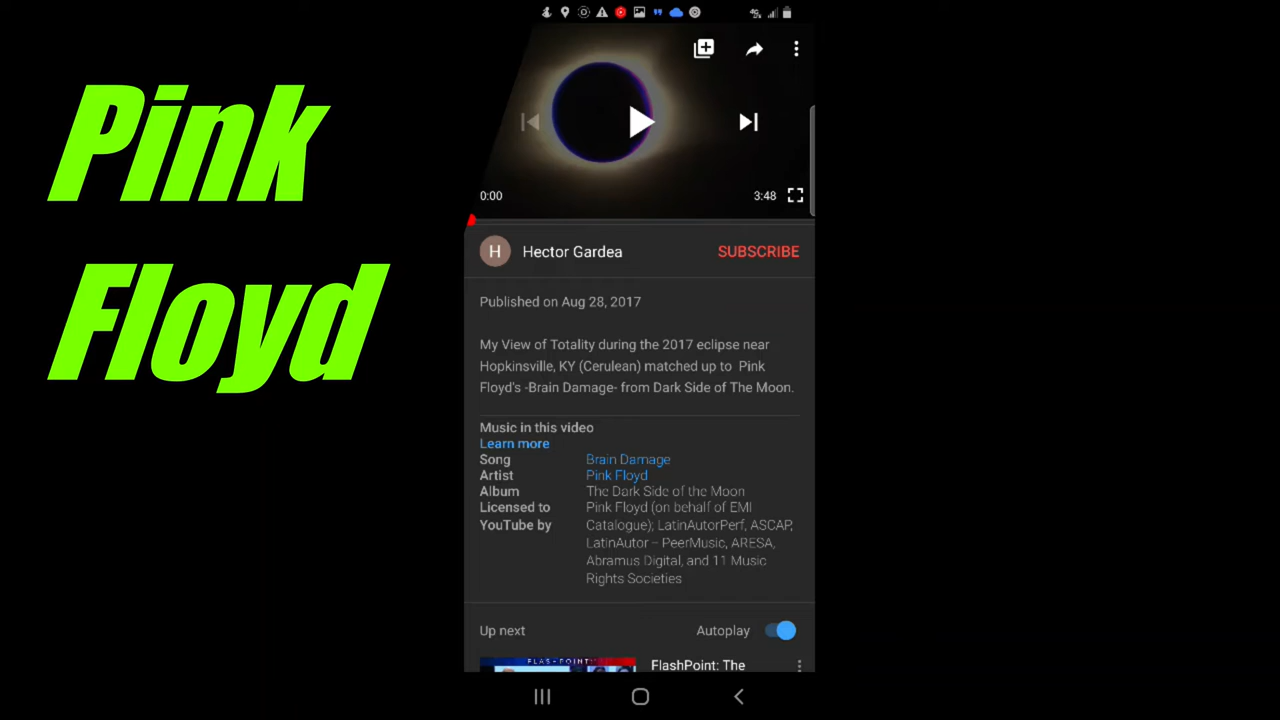 Pink
Floyd
0:00
3:48
H
Hector Gardea
SUBSCRIBE
Published on Aug 28, 2017
My View of Totality during the 2017 eclipse near
Hopkinsville, KY (Cerulean) matched up to Pink
Floyd's -Brain Damage- from Dark Side of The Moon.
Music in this video
Learn more
Song Brain Damage
Artist Pink Floyd
Album The Dark Side of the Moon
Licensed to Pink Floyd (on behalf of EMI
YouTube by Catalogue); LatinAutorPerf, ASCAP,
LatinAutor – PeerMusic, ARESA,
Abramus Digital, and 11 Music
Rights Societies
Up next
Autoplay
FLASHPOINT
FlashPoint: The